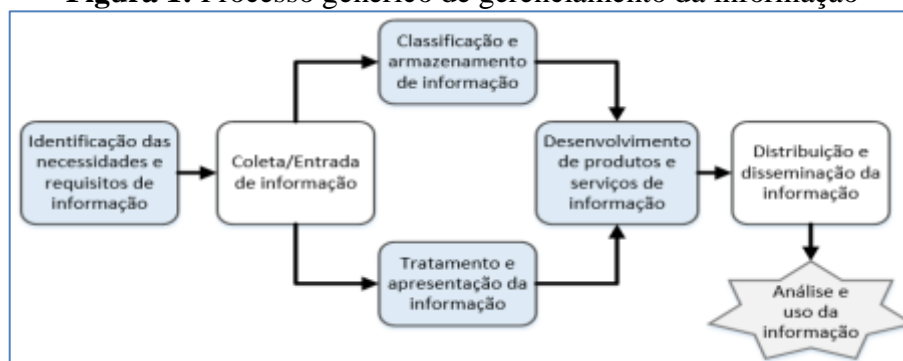 Figura 1. Processo genérico de gerenciamento da informação
Classificação e
armazenamento
de informação
Identificação das
necessidades e
requisitos de
informação
Coleta/Entrada
de informação
Desenvolvimento
de produtos e
serviços de
informação
Distribuição e
disseminação da
informação
Tratamento e
apresentação da
informação
Análise e
uso da
informação